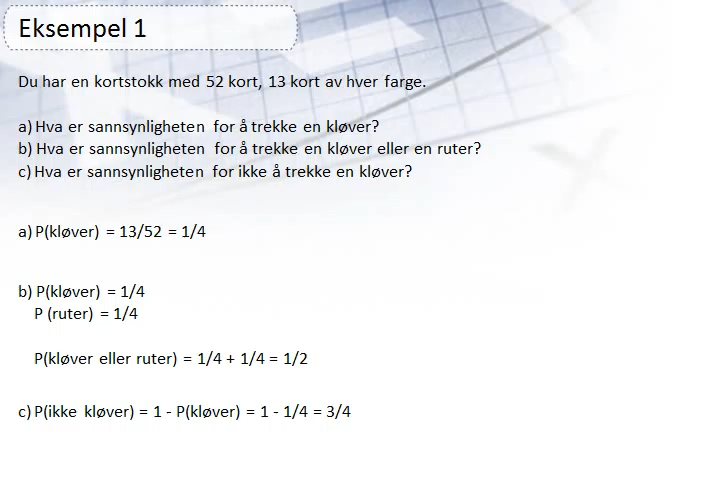 Eksempel 1
Du har en kortstokk med 52 kort, 13 kort av hver farge.
a) Hva er sannsynligheten for å trekke en kløver?
b) Hva er sannsynligheten for å trekke en kløver eller en ruter?
c) Hva er sannsynligheten for ikke å trekke en kløver?
a) P(kløver) = 13/52 = 1/4
b) P(kløver) = 1/4
P (ruter) = 1/4
P(kløver eller ruter) = 1/4 + 1/4 = 1/2
c) P(ikke kløver) = 1 - P(kløver) = 1 - 1/4 = 3/4